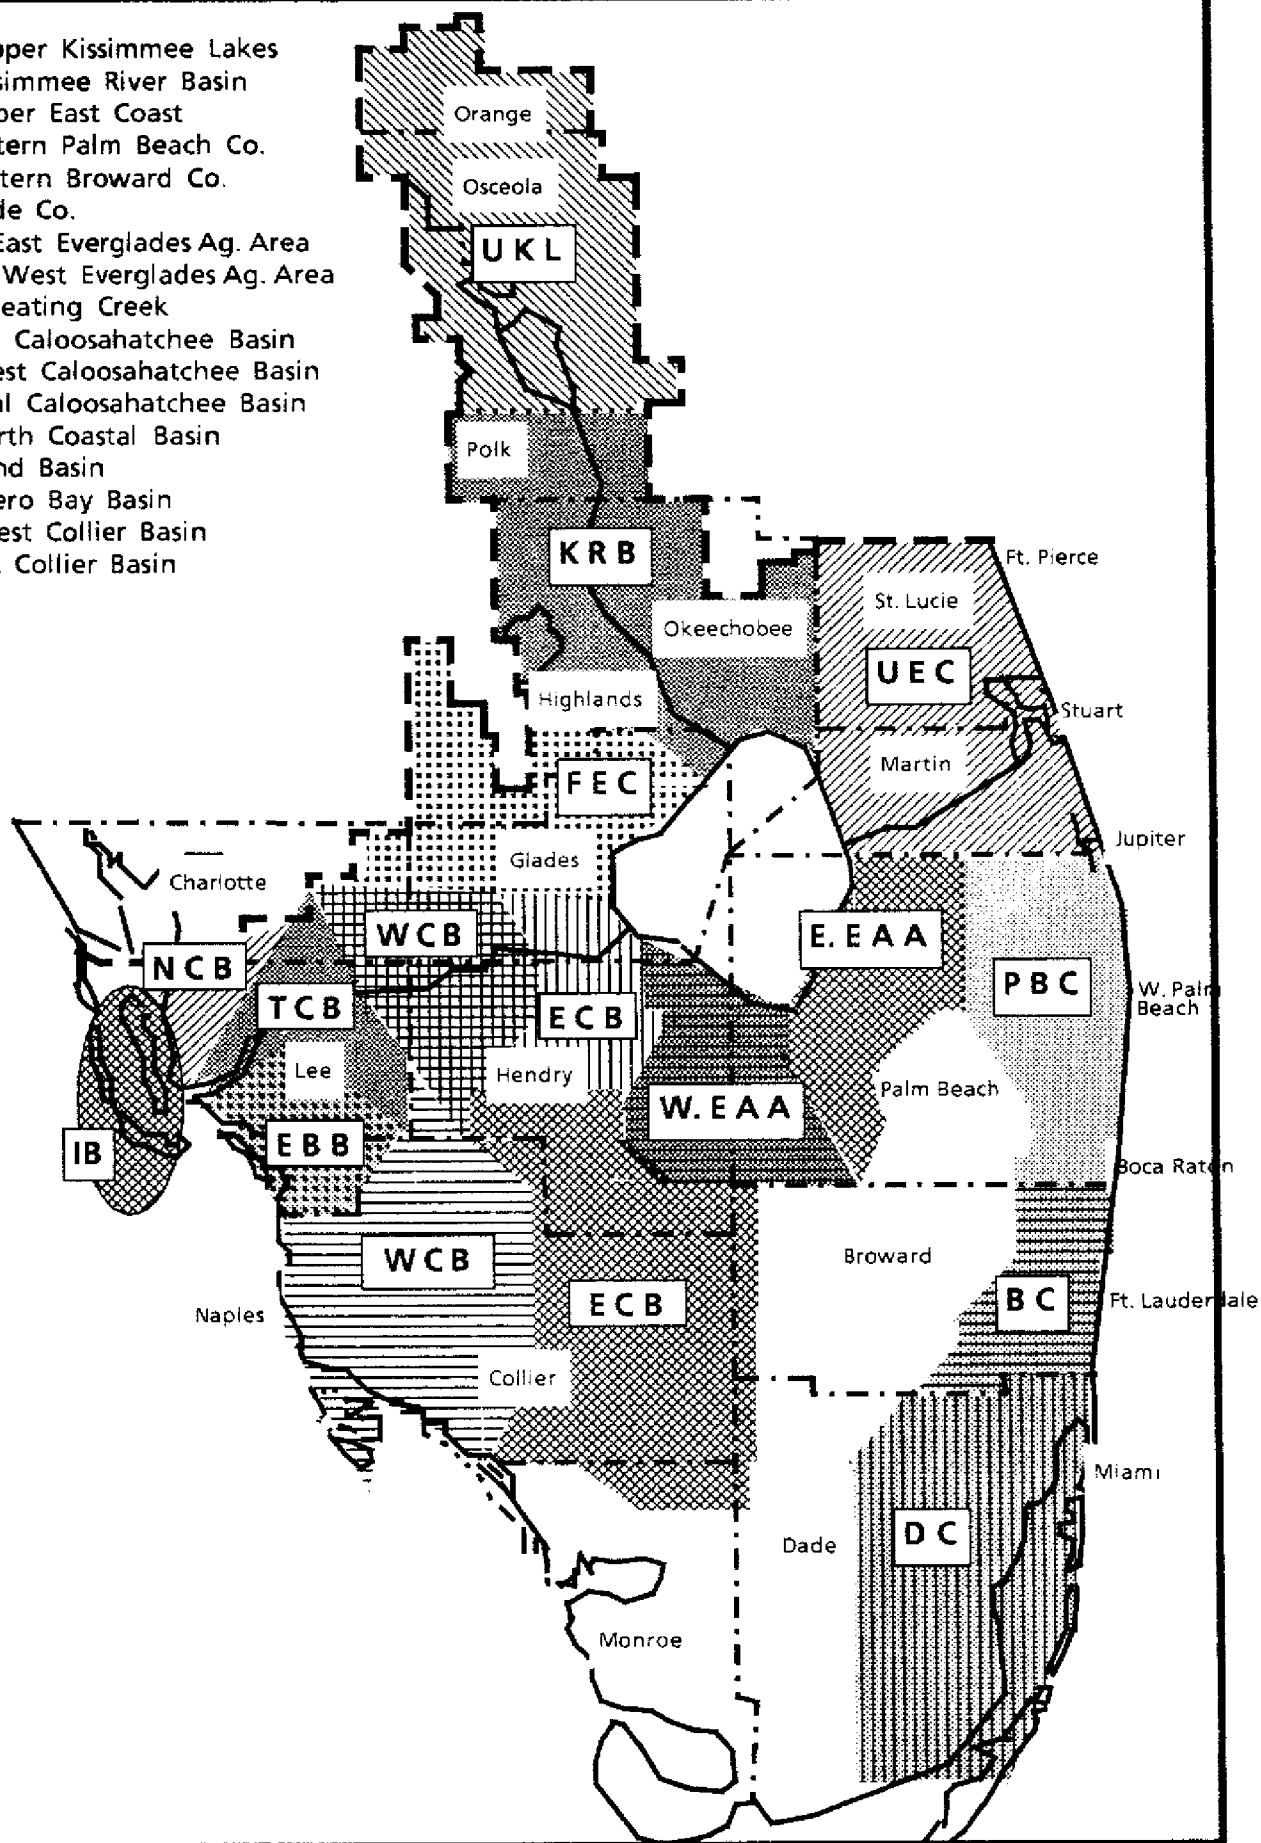 pper Kissimmee Lakes
simmee River Basin
per East Coast
tern Palm Beach Co.
tern Broward Co.
de Co.
East Everglades Ag. Area
West Everglades Ag. Area
eating Creek
Caloosahatchee Basin
est Caloosahatchee Basin
al Caloosahatchee Basin
rth Coastal Basin
nd Basin
ero Bay Basin
est Collier Basin
. Collier Basin
Orange
Osceola
UKL
Polk
KRB
Ft. Pierce
St. Lucie
Okeechobee
UEC
Highlands
Stuart
Martin
FEC
Jupiter
Glades
Charlotte
WCB
E. EAA
NCB
PBC
W. Palm
Beach
TCB
ECB
Lee
Hendry
Palm Beach
W. EAA
EBB
IB
Boca Raton
Broward
WCB
ECB
BC
Ft. Lauderdale
Naples
Collier
Miami
DC
Dade
Monroe